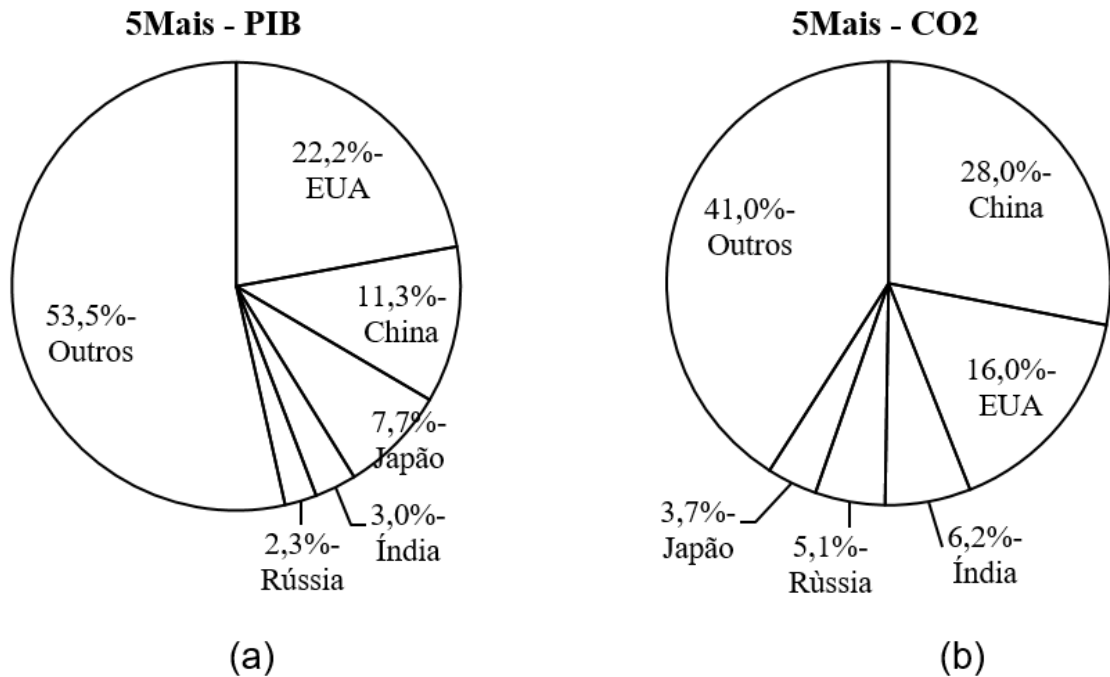 5Mais - PIB
22,2%-
EUA
11,3%-
China
7,7%-
Japão
3,0%-
Índia
2,3%-
Rússia
53,5%-
Outros
(a)
5Mais - CO2
28,0%-
China
16,0%-
EUA
6,2%-
Índia
5,1%-
Rùssia
3,7%-
Japão
41,0%-
Outros
(b)